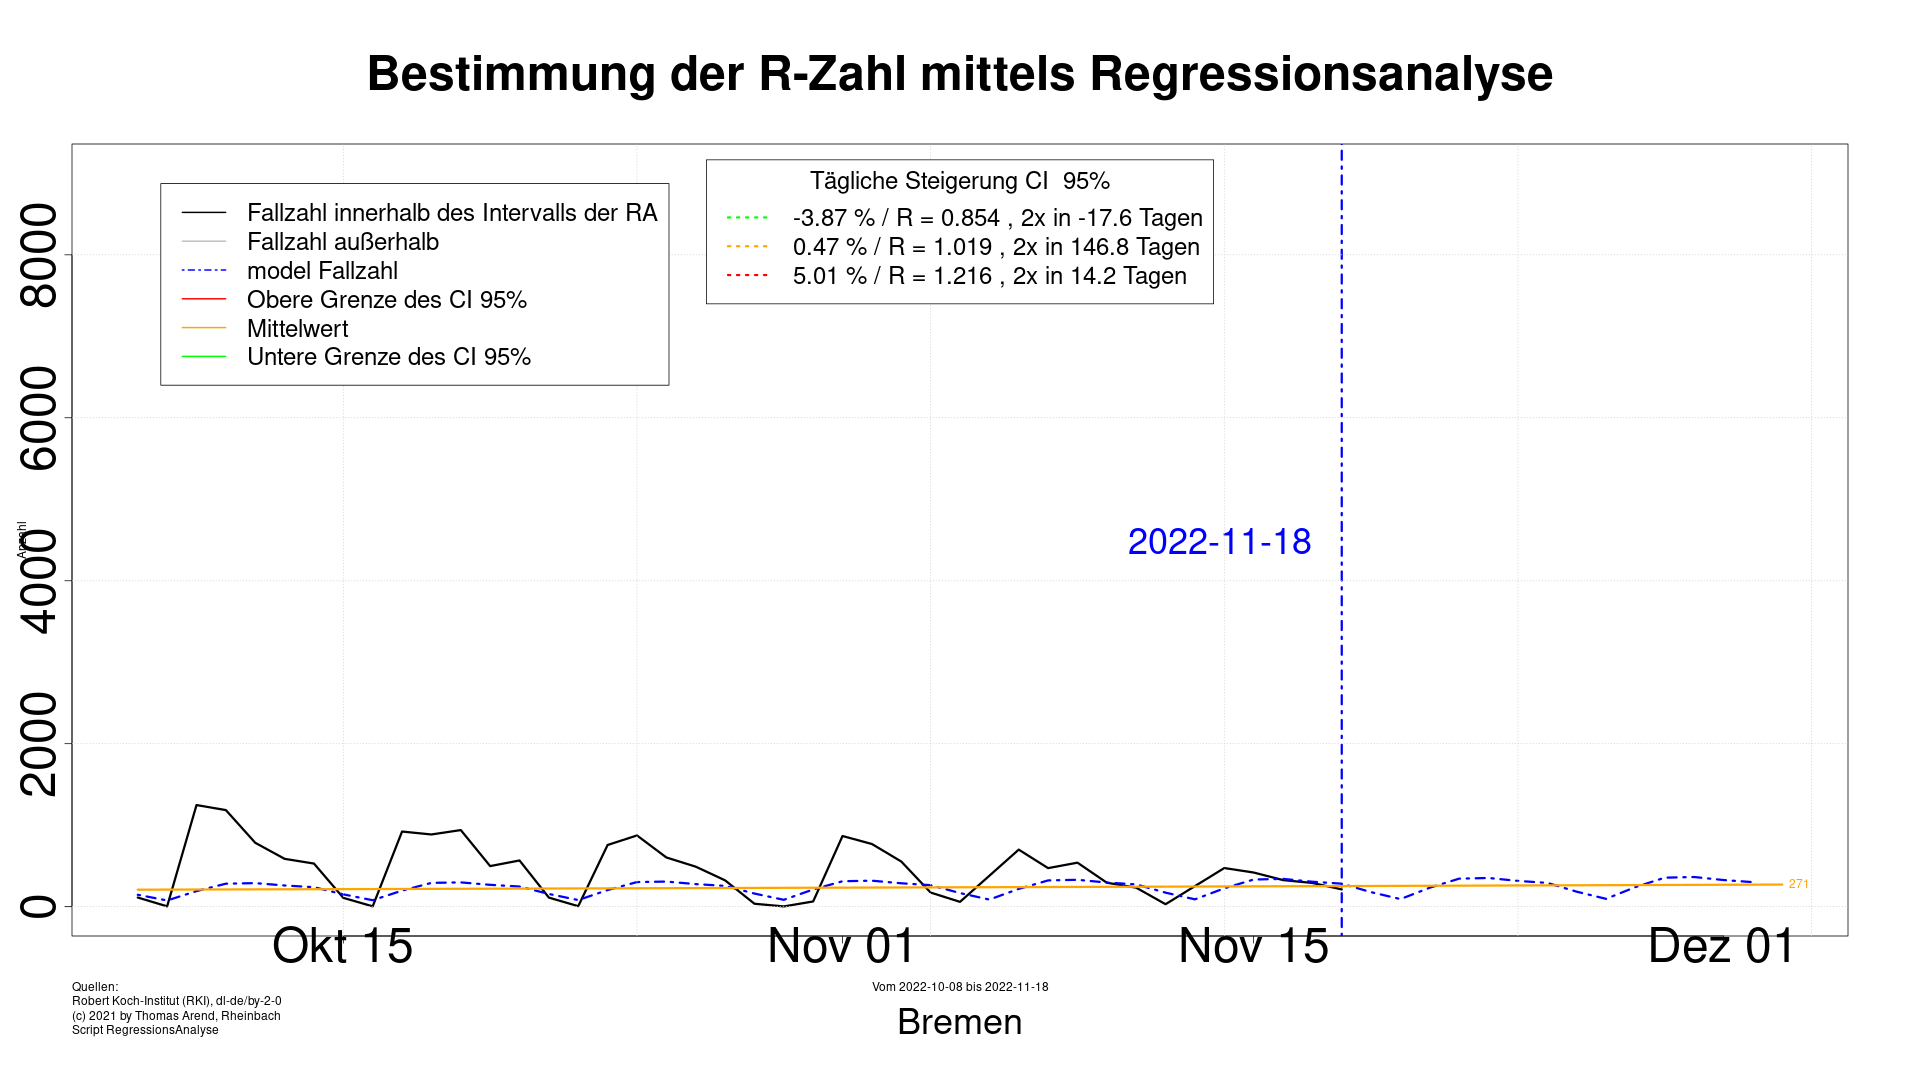 Bestimmung der R-Zahl mittels Regressionsanalyse
Fallzahl innerhalb des Intervalls der RA
Fallzahl außerhalb
model Fallzahl
Obere Grenze des CI 95%
Mittelwert
Untere Grenze des CI 95%
Tägliche Steigerung CI  95%
-3.87 % / R = 0.854 , 2x in -17.6 Tagen
0.47 % / R = 1.019 , 2x in 146.8 Tagen
5.01 % / R = 1.216 , 2x in 14.2 Tagen
8000
6000
4000
2000
0
Anzahl
2022-11-18
271
Okt 15
Nov 01
Nov 15
Dez 01
Quellen:
Robert Koch-Institut (RKI), dl-de/by-2-0
(c) 2021 by Thomas Arend, Rheinbach
Script RegressionsAnalyse
Vom 2022-10-08 bis 2022-11-18
Bremen